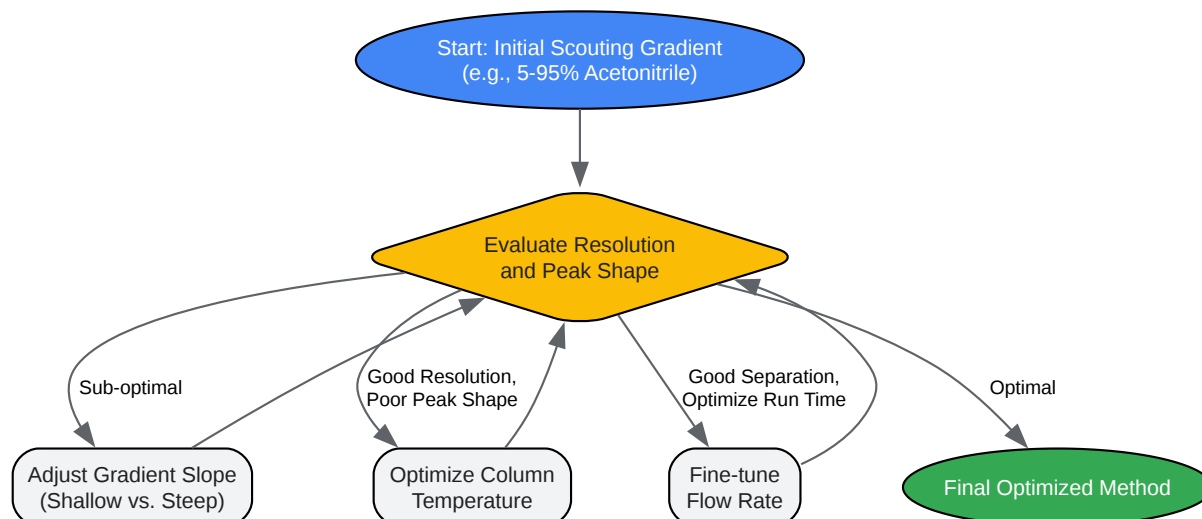 Start: Initial Scouting Gradient
(e.g., 5-95% Acetonitrile)
Evaluate Resolution
and Peak Shape
Sub-optimal
Good Resolution,
Poor Peak Shape
Good Separation,
Optimize Run Time
Optimal
Adjust Gradient Slope
(Shallow vs. Steep)
Optimize Column
Temperature
Fine-tune
Flow Rate
Final Optimized Method